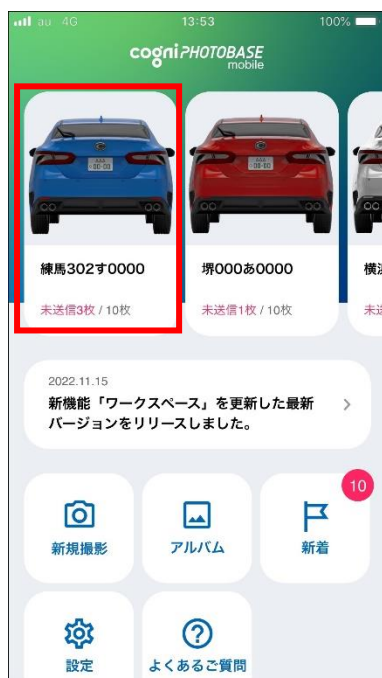 au 4G 13:53 100%
cogni PHOTOBASE
mobile
練馬302す0000 堺000あ0000
未送信3枚 / 10枚 未送信1枚 / 10枚
2022.11.15
新機能「ワークスペース」を更新した最新
バージョンをリリースしました。
10
新規撮影 アルバム 新着
設定 よくあるご質問